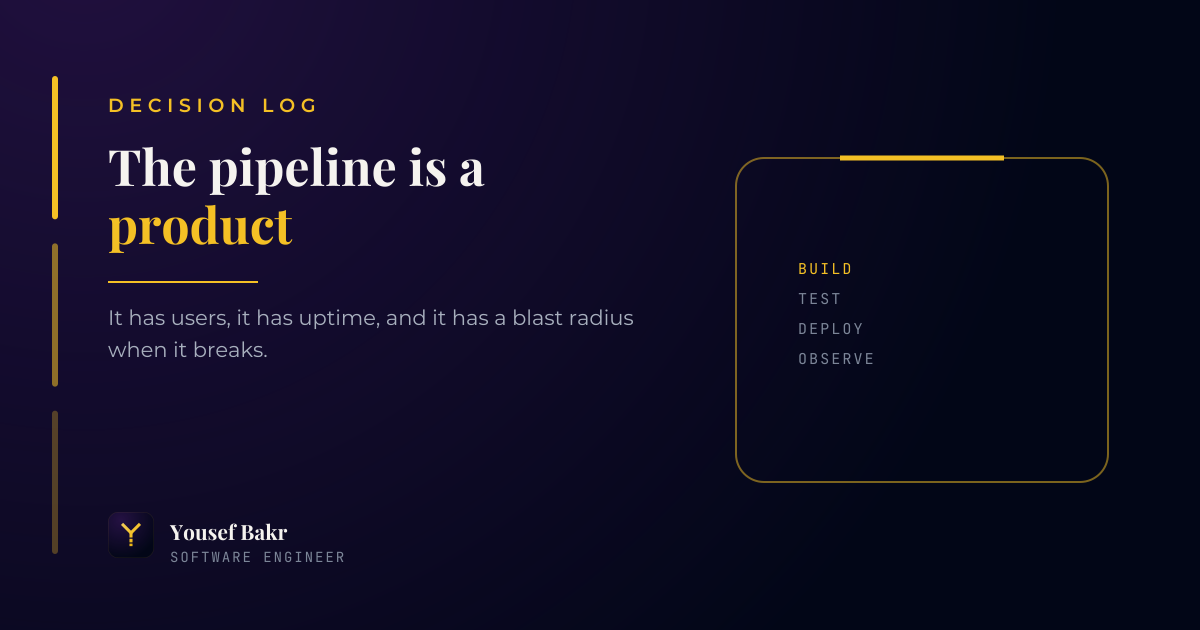 DECISION LOG
The pipeline is a
product
It has users, it has uptime, and it has a blast radius
when it breaks.
BUILD
TEST
DEPLOY
OBSERVE
Yousef Bakr
SOFTWARE ENGINEER